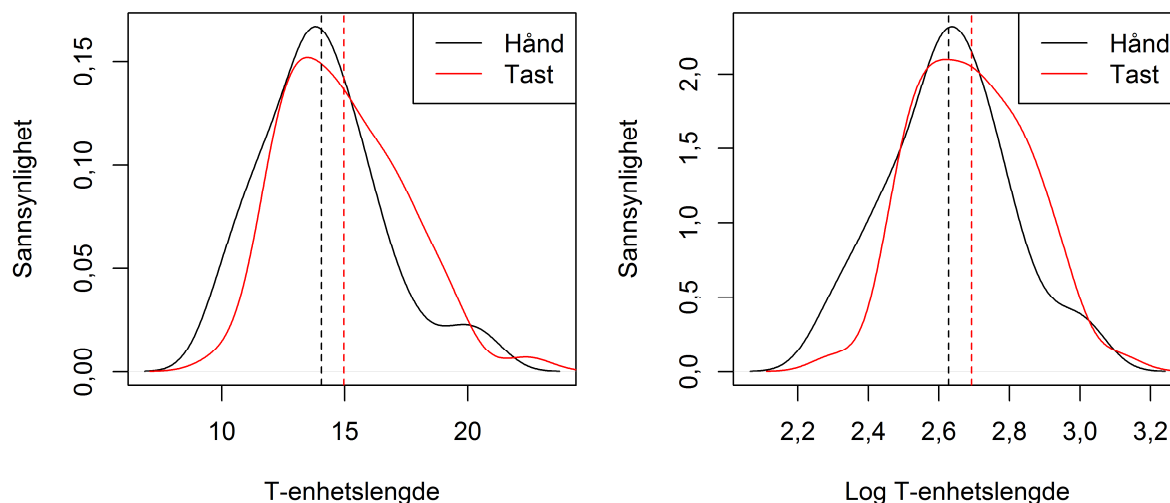 Hånd
Tast
Sannsynlighet
0,15
0,10
0,05
0,00
10 15 20
T-enhetslengde
Hånd
Tast
Sannsynlighet
2,0
1,5
1,0
0,5
0,0
2,2 2,4 2,6 2,8 3,0 3,2
Log T-enhetslengde